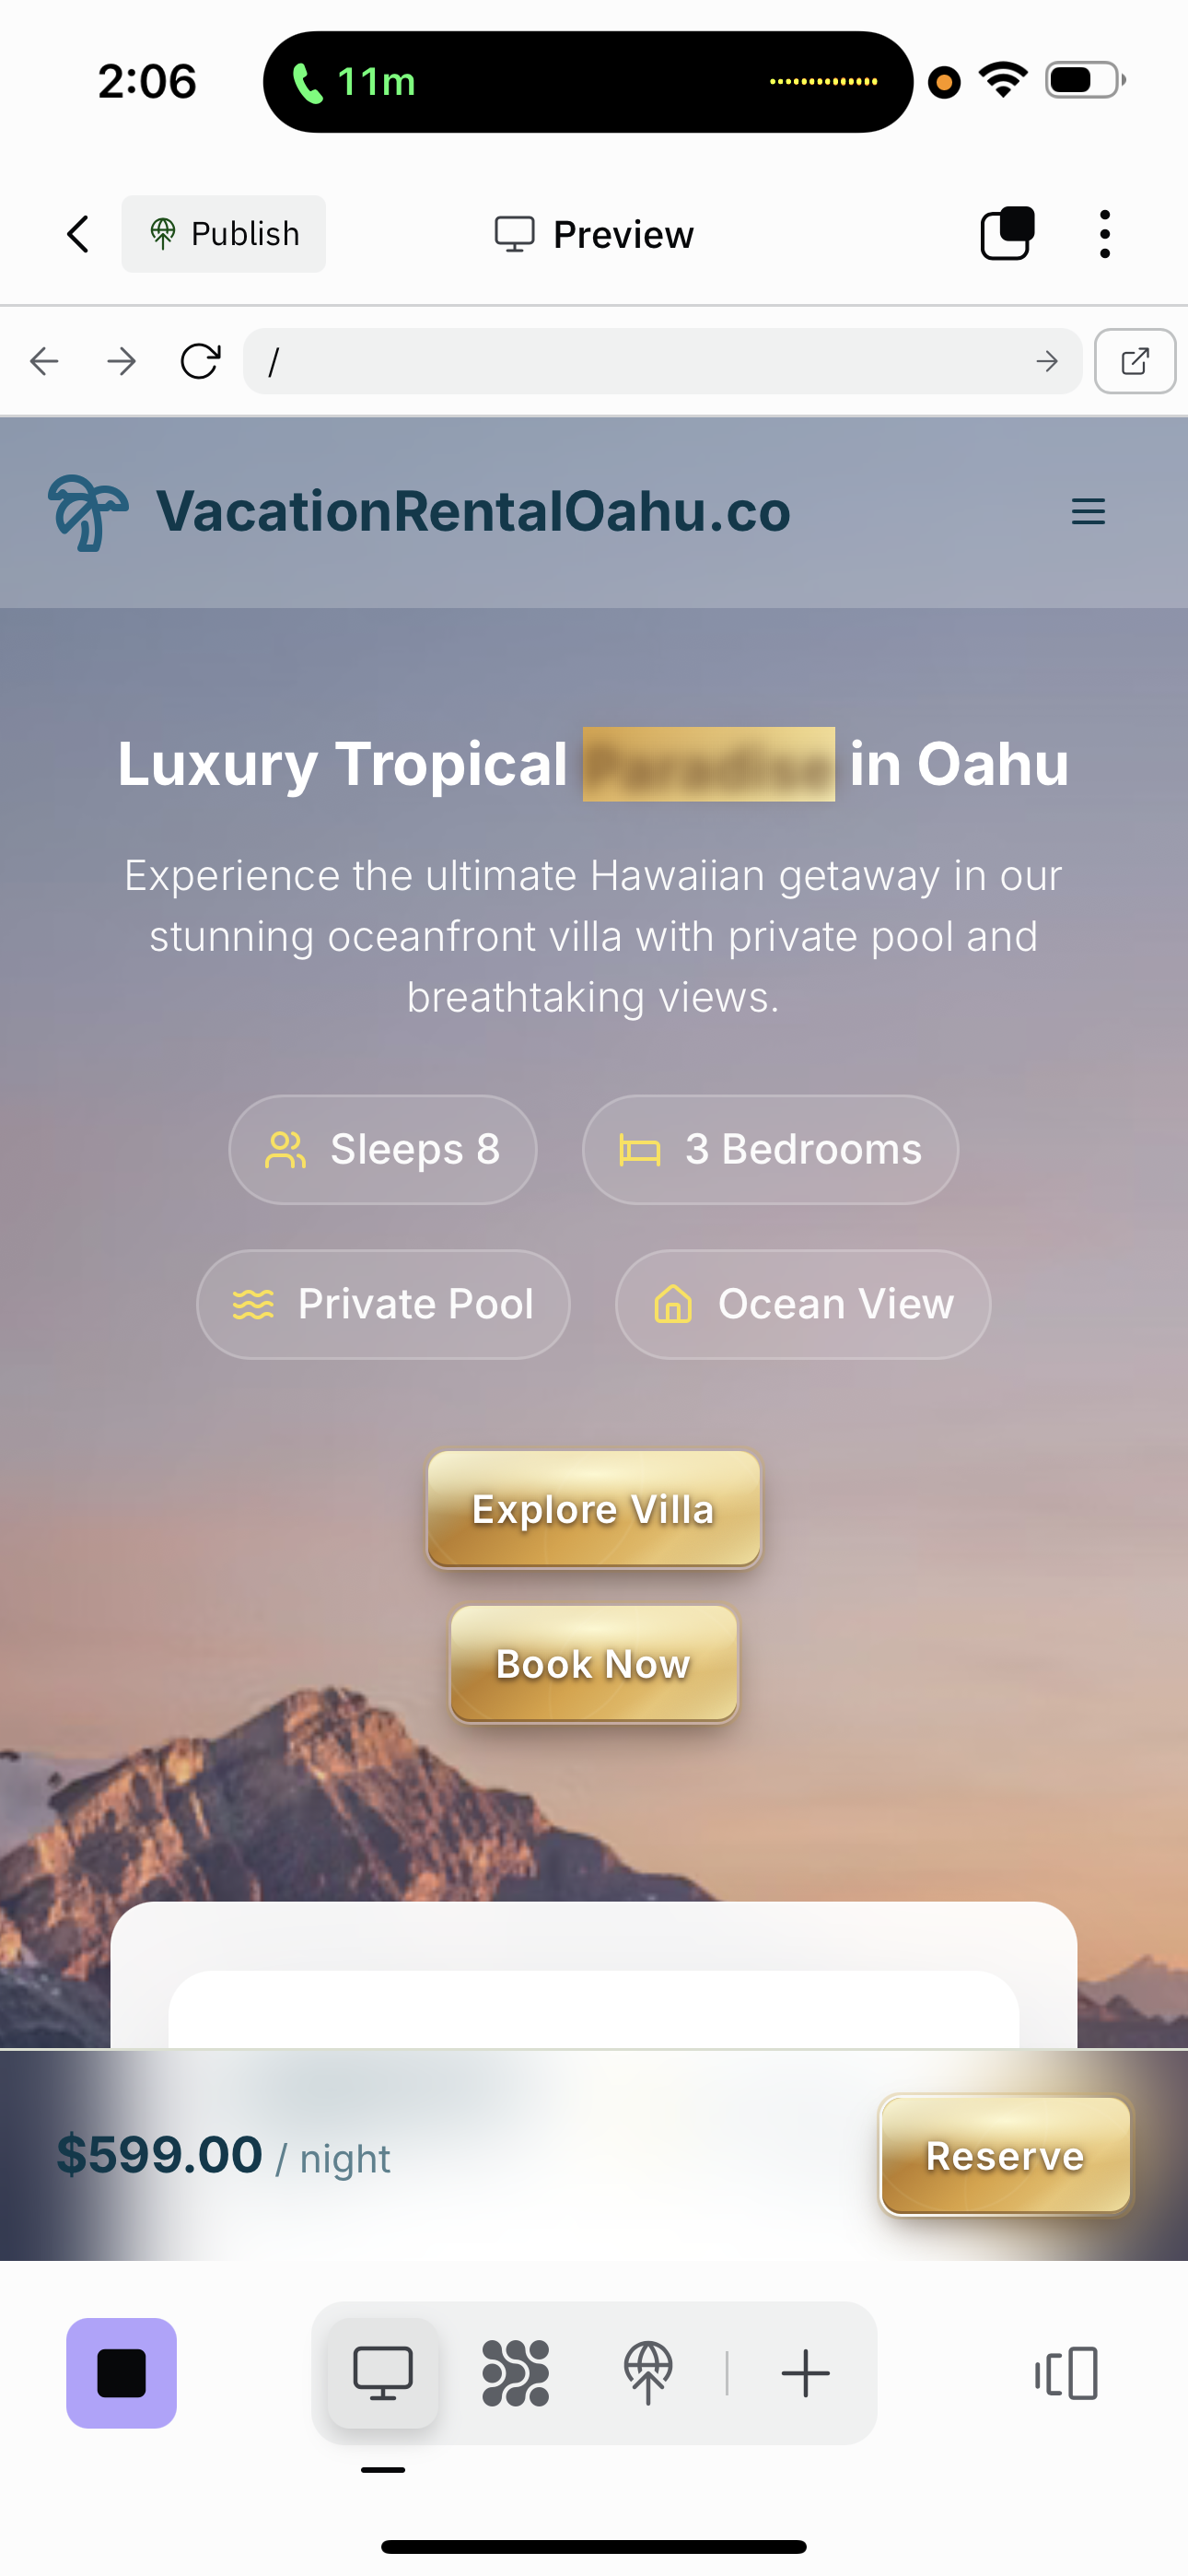 2:06
11m
Publish
Preview
/
VacationRentalOahu.co
Luxury Tropical Paradise in Oahu
Experience the ultimate Hawaiian getaway in our
stunning oceanfront villa with private pool and
breathtaking views.
Sleeps 8
3 Bedrooms
Private Pool
Ocean View
Explore Villa
Book Now
$599.00 / night
Reserve